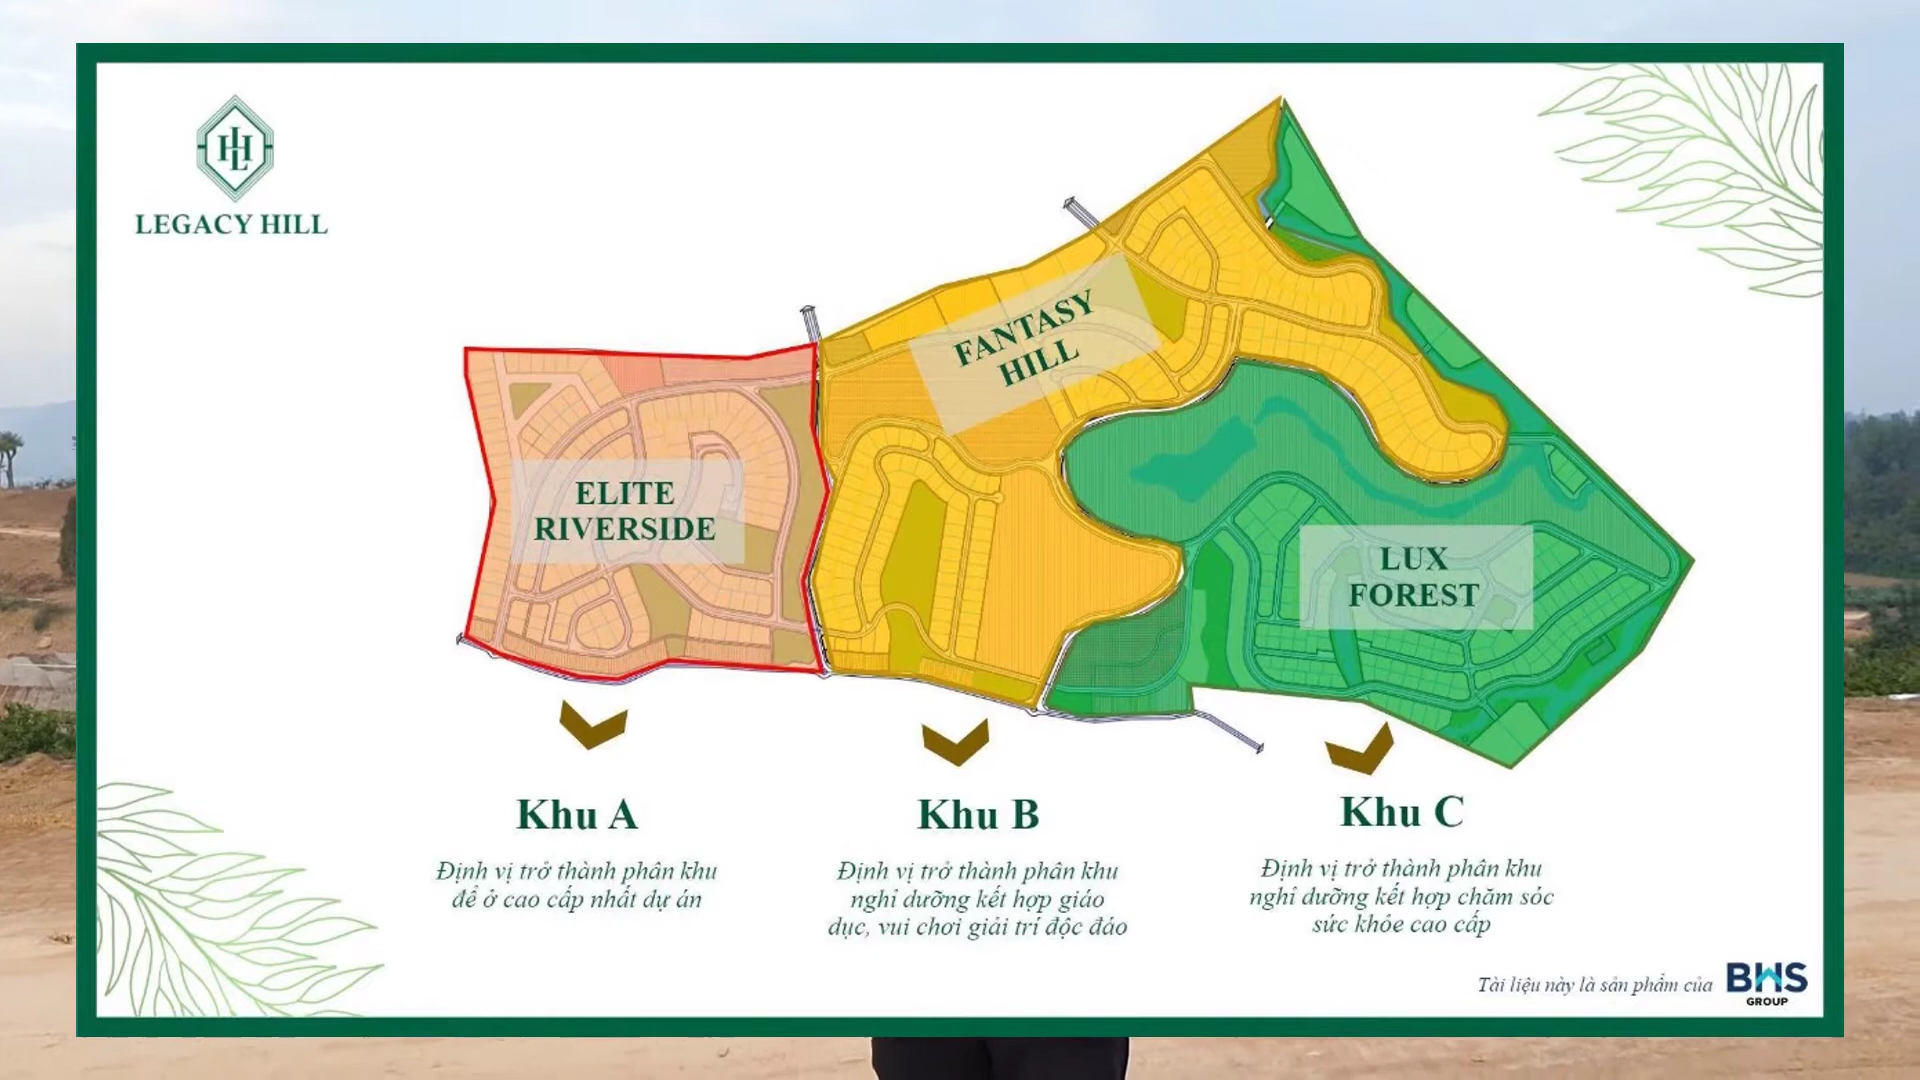 LH
LEGACY HILL
FANTASY
HILL
ELITE
RIVERSIDE
LUX
FOREST
Khu A
Định vị trở thành phân khu
để ở cao cấp nhất dự án
Khu B
Định vị trở thành phân khu
nghỉ dưỡng kết hợp giáo
dục, vui chơi giải trí độc đáo
Khu C
Định vị trở thành phân khu
nghỉ dưỡng kết hợp chăm sóc
sức khỏe cao cấp
Tài liệu này là sản phẩm của
BHS
GROUP